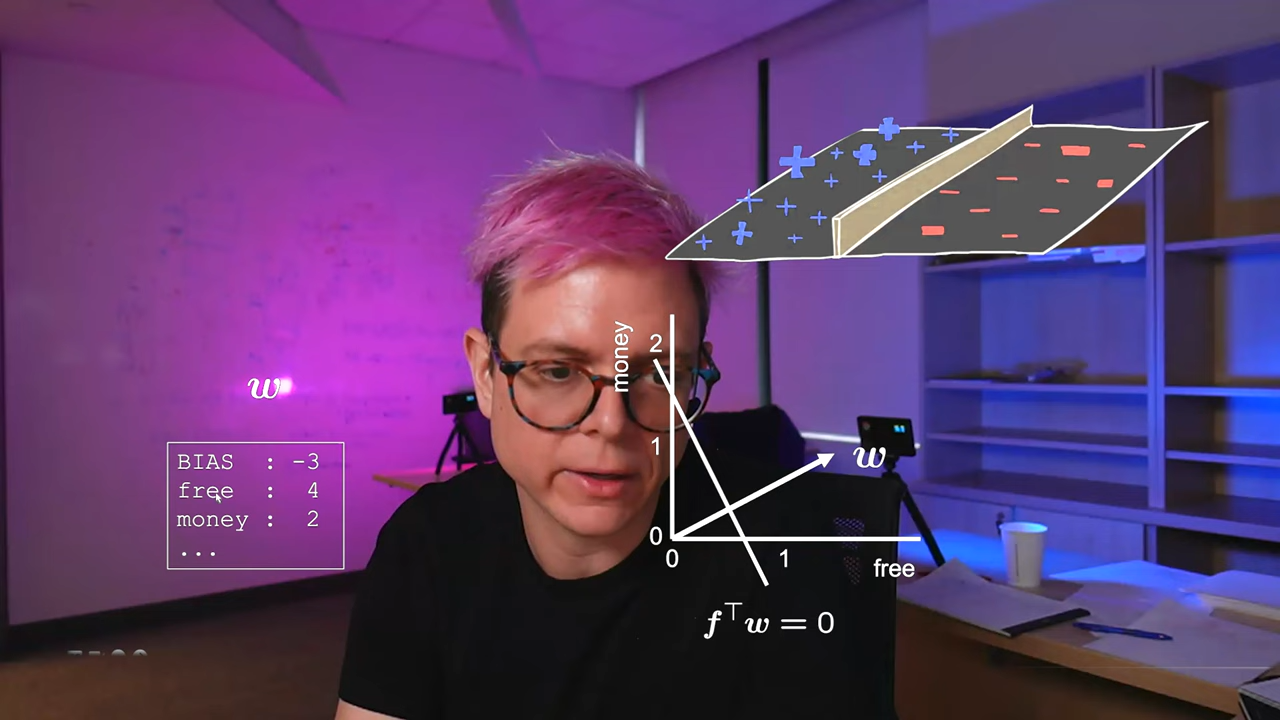 w
BIAS : -3
free : 4
money : 2
...
money
2
1
0
0
1
free
w
f⊤w = 0